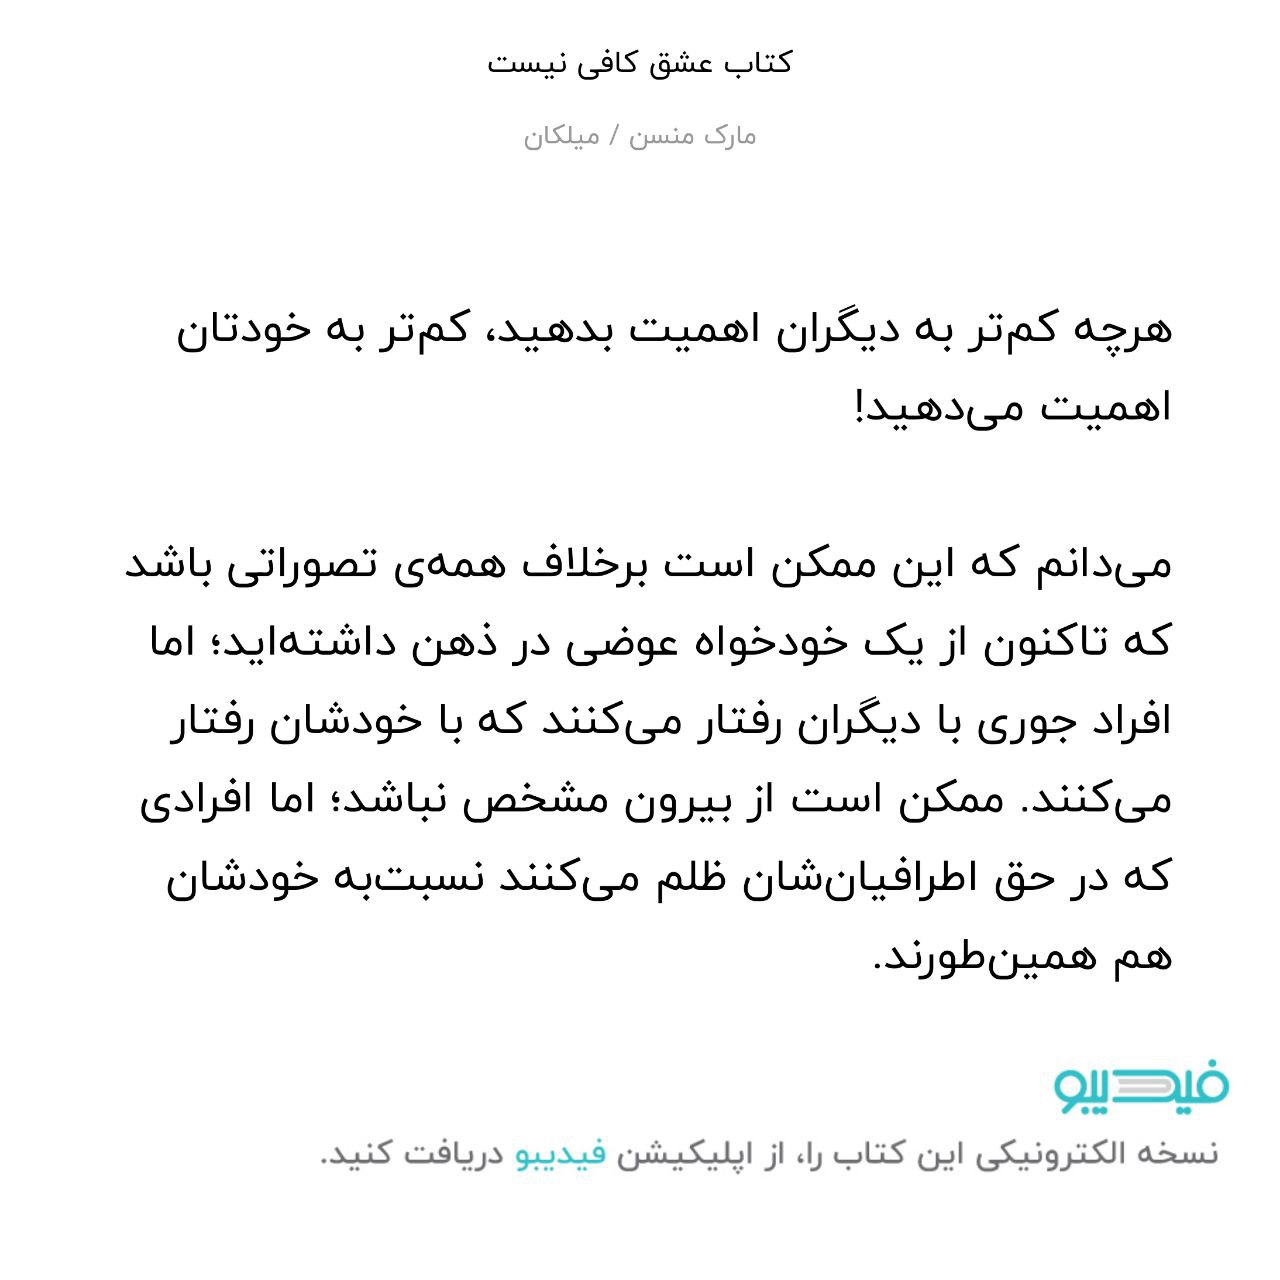 کتاب عشق کافی نیست
مارک منسن / میلکان
هرچه کم‌تر به دیگران اهمیت بدهید، کم‌تر به خودتان
اهمیت می‌دهید!
می‌دانم که این ممکن است برخلاف همه‌ی تصوراتی باشد
که تاکنون از یک خودخواه عوضی در ذهن داشته‌اید؛ اما
افراد جوری با دیگران رفتار می‌کنند که با خودشان رفتار
می‌کنند. ممکن است از بیرون مشخص نباشد؛ اما افرادی
که در حق اطرافیان‌شان ظلم می‌کنند نسبت‌به خودشان
هم همین‌طورند.
فیدیبو
نسخه الکترونیکی این کتاب را، از اپلیکیشن فیدیبو دریافت کنید.